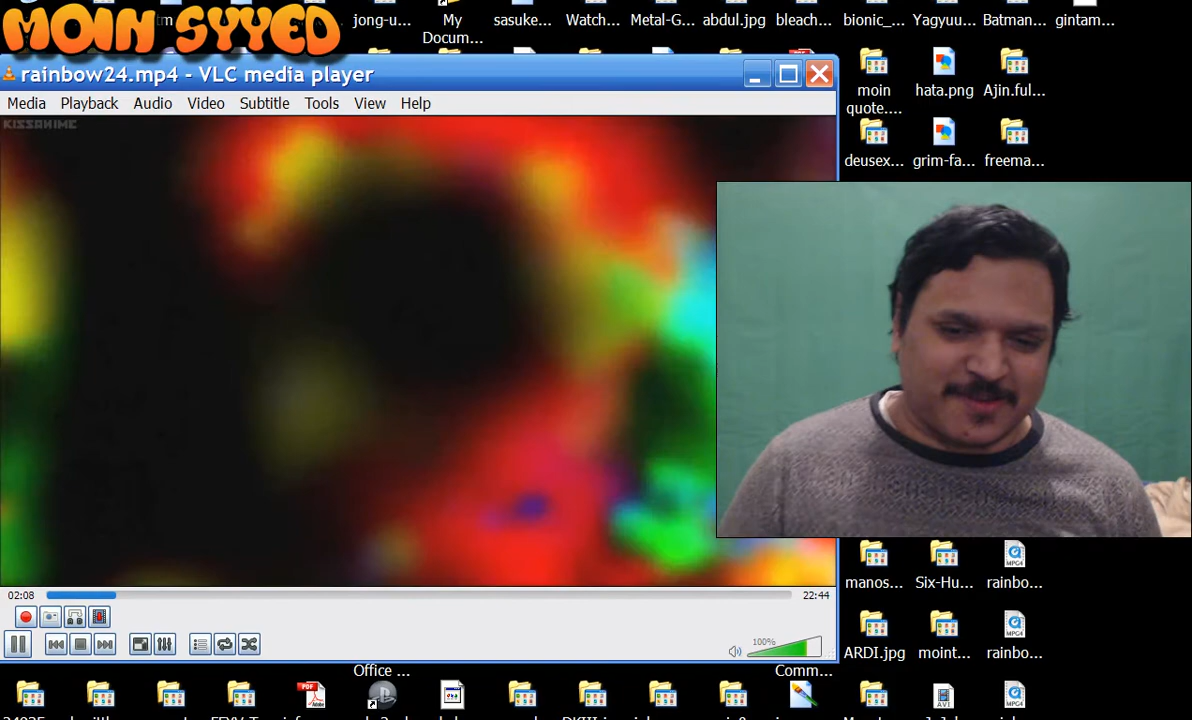 jong-u...
My Docum...
sasuke...
Watch...
Metal-G...
abdul.jpg
bleach...
bionic_...
Yagyuu...
Batman...
gintam...
MOIN SYYED
rainbow24.mp4 - VLC media player
Media Playback Audio Video Subtitle Tools View Help
KISSANIME
moin quote....
hata.png
Ajin.ful...
deusex...
grim-fa...
freema...
manos...
Six-Hu...
rainbo...
ARDI.jpg
moint...
rainbo...
02:08
22:44
100%
Office ...
Comm...